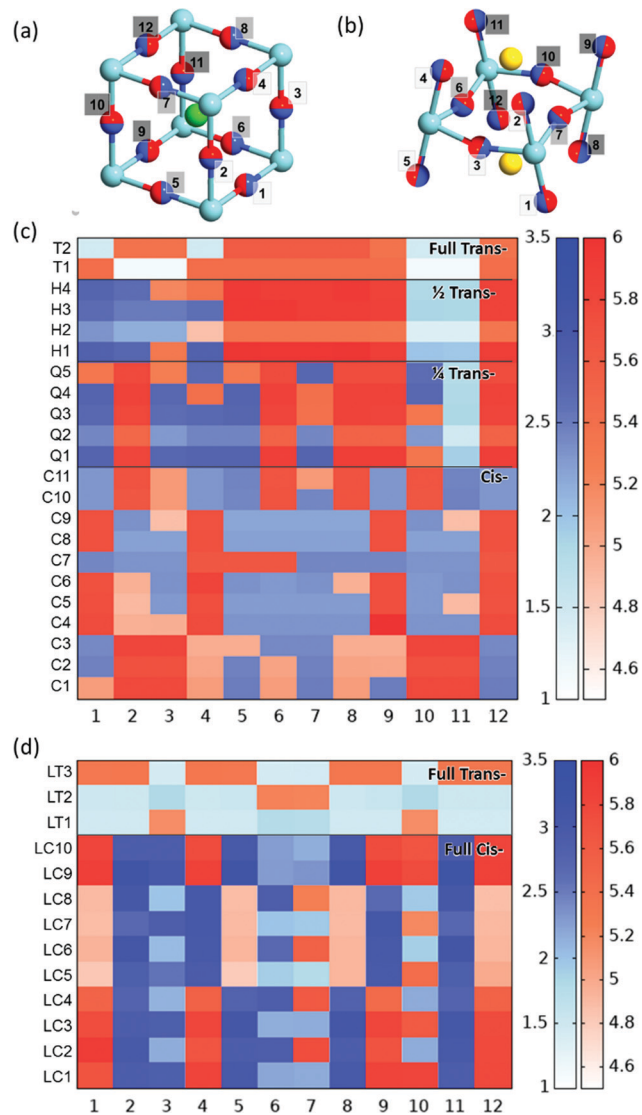 (a)
12
8
11
4
7
3
10
9
6
2
5
1
(b)
11
9
4
10
6
12
2
7
8
5
3
1
(c)
T2
T1
H4
H3
H2
H1
Q5
Q4
Q3
Q2
Q1
C11
C10
C9
C8
C7
C6
C5
C4
C3
C2
C1
Full Trans-
½ Trans-
¼ Trans-
Cis-
1 2 3 4 5 6 7 8 9 10 11 12
3.5
3
2.5
2
1.5
1
6
5.8
5.6
5.4
5.2
5
4.8
4.6
(d)
LT3
LT2
LT1
LC10
LC9
LC8
LC7
LC6
LC5
LC4
LC3
LC2
LC1
Full Trans-
Full Cis-
1 2 3 4 5 6 7 8 9 10 11 12
3.5
3
2.5
2
1.5
1
6
5.8
5.6
5.4
5.2
5
4.8
4.6